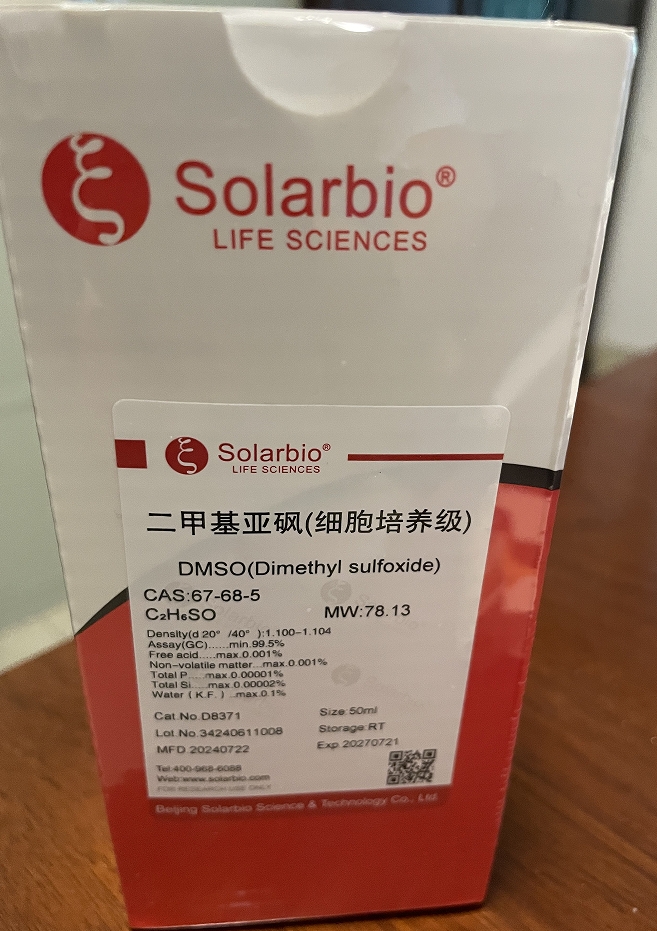 Solarbio®
LIFE SCIENCES
Solarbio®
LIFE SCIENCES
二甲基亚砜(细胞培养级)
DMSO(Dimethyl sulfoxide)
CAS:67-68-5
C₂H₆SO MW:78.13
Density(d 20° /40° ):1.100-1.104
Assay(GC)......min.99.5%
Free acid.....max.0.001%
Non-volatile matter...max.0.001%
Total P.....max.0.00001%
Total Si.....max.0.00002%
Water ( K.F. ) ..max.0.1%
Cat.No.D8371 Size:50ml
Lot.No.34240611008 Storage:RT
MFD.20240722 Exp.20270721
Tel:400-968-6088
Web:www.solarbio.com
FOR RESEARCH USE ONLY
Beijing Solarbio Science & Technology Co., Ltd.